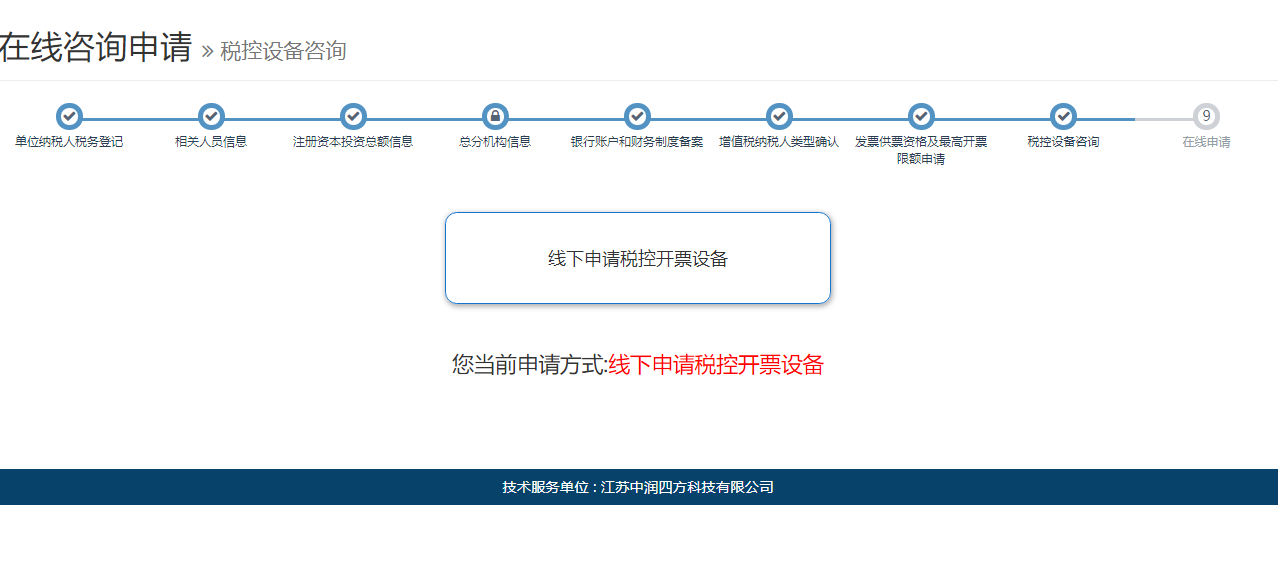 在线咨询申请 » 税控设备咨询
9
单位纳税人税务登记 相关人员信息 注册资本投资总额信息 总分机构信息 银行账户和财务制度备案 增值税纳税人类型确认 发票供票资格及最高开票 税控设备咨询 在线申请
限额申请
线下申请税控开票设备
您当前申请方式:线下申请税控开票设备
技术服务单位 : 江苏中润四方科技有限公司